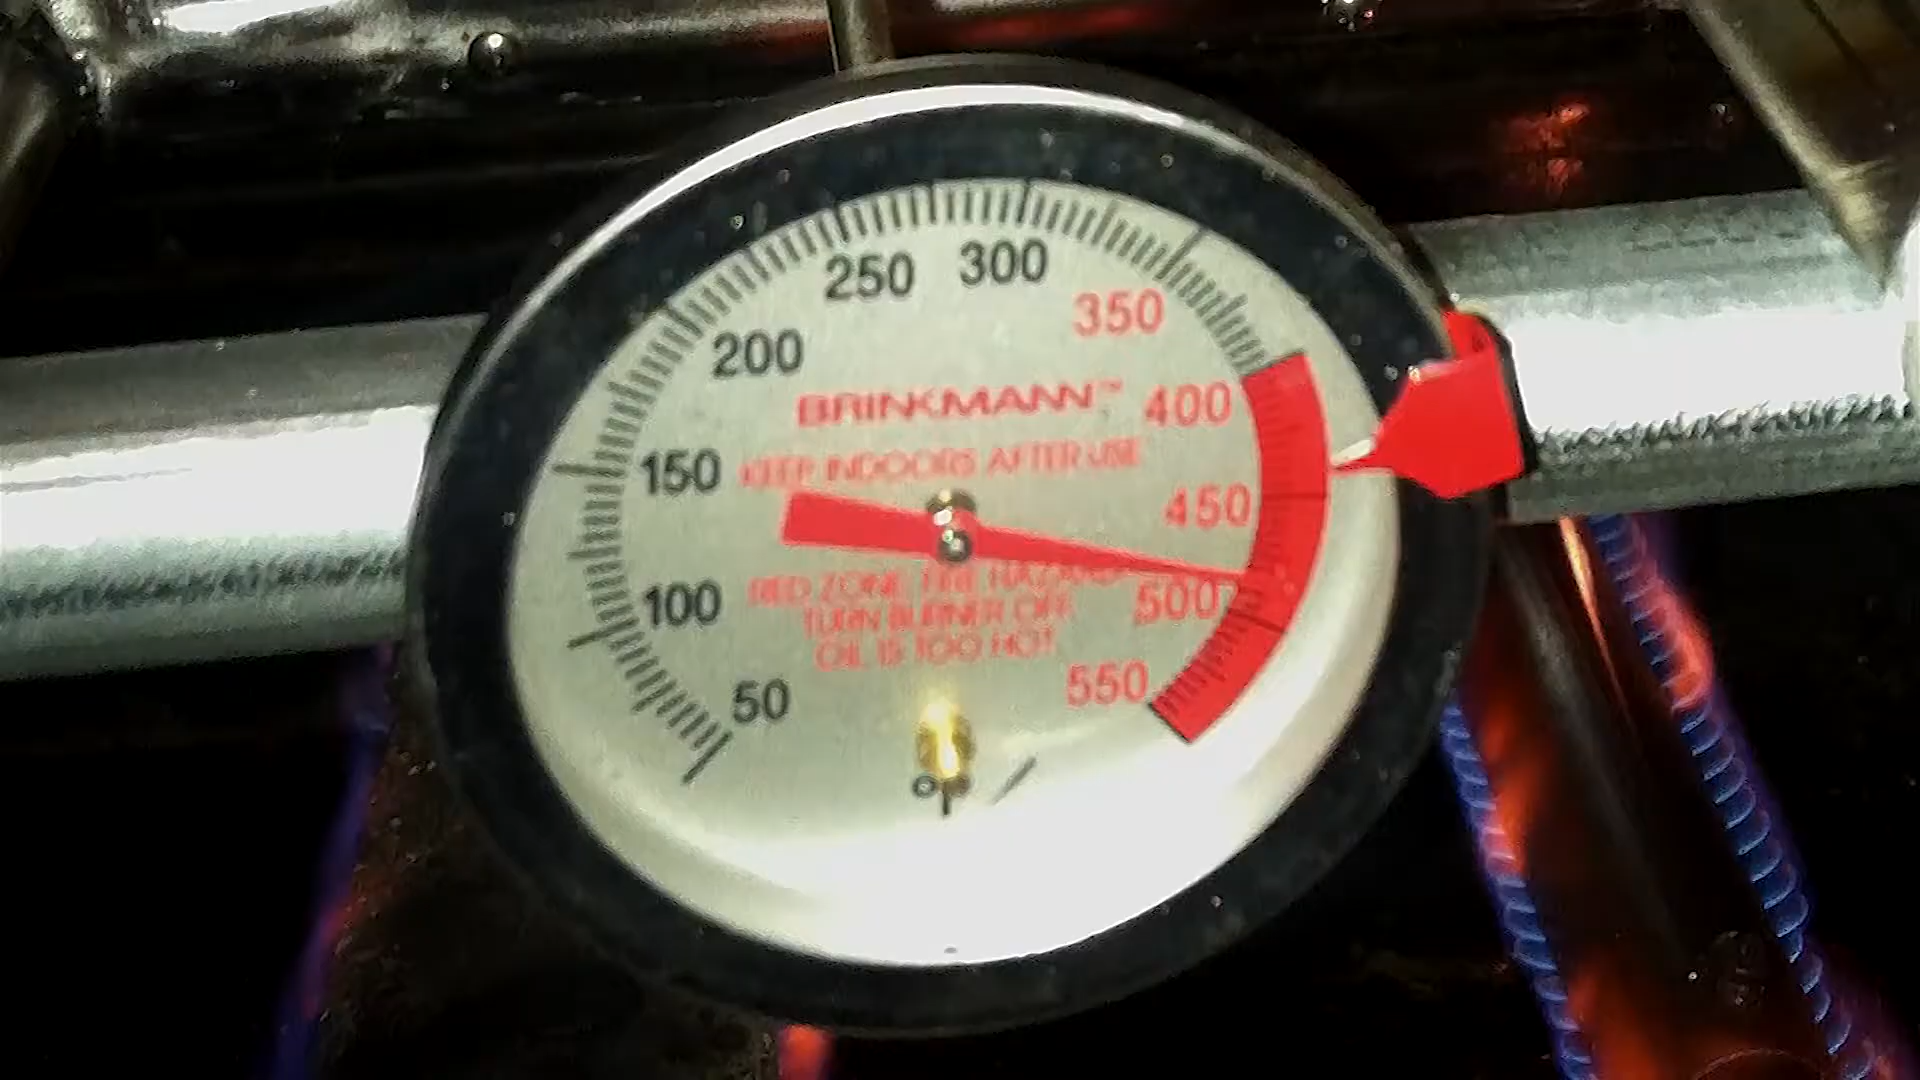 250 300
350
200
BRINKMANN™ 400
150 KEEP INDOORS AFTER USE
450
100 RED ZONE FIRE HAZARD 500
TURN BURNER OFF
OIL IS TOO HOT
50 550
°F